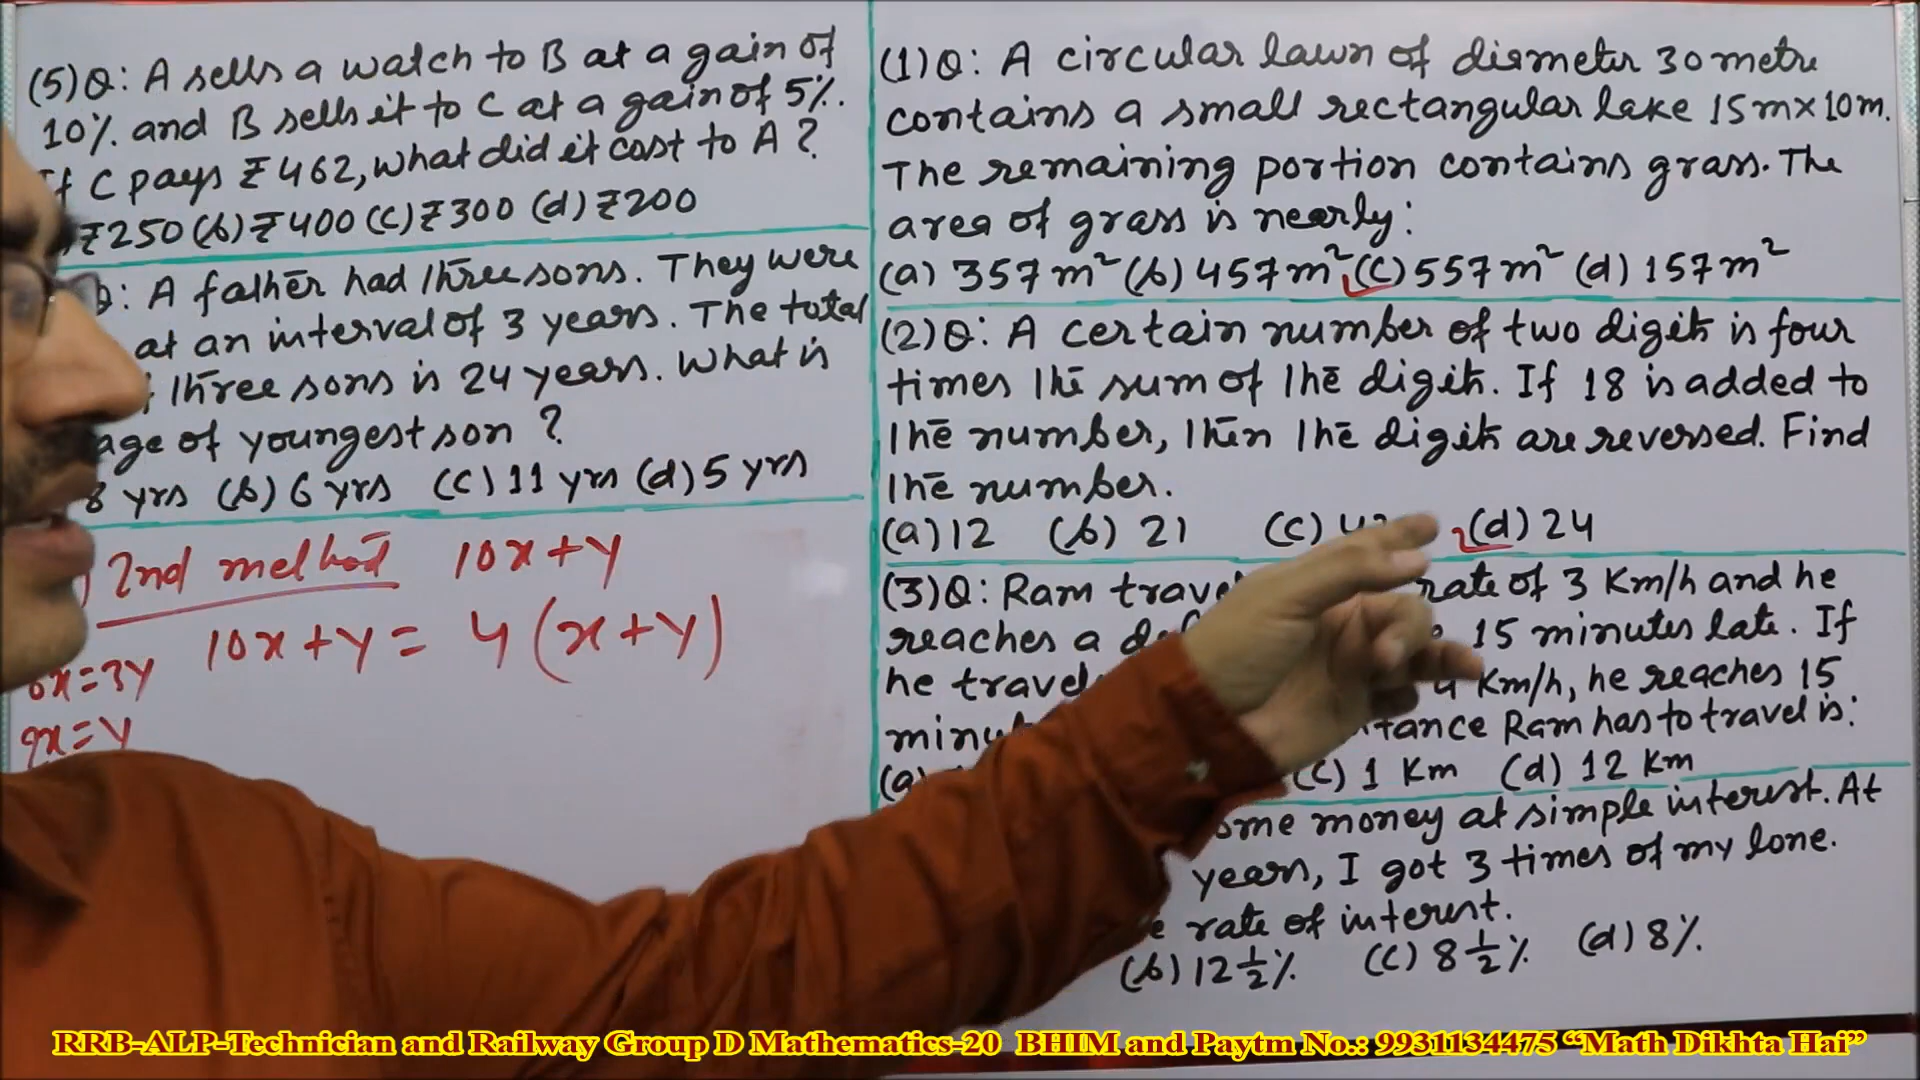 (5)Q: A sells a watch to B at a gain of
10% and B sells it to C at a gain of 5%.
If C pays ₹462, what did it cost to A?
₹250 (b) ₹400 (c) ₹300 (d) ₹200
Q: A father had three sons. They were
at an interval of 3 years. The total
three sons is 24 years. What is
age of youngest son ?
8 yrs (b) 6 yrs (c) 11 yrs (d) 5 yrs
2nd method 10x+y
10x+y = 4(x+y)
6x=3y
2x=y
(1)Q: A circular lawn of diameter 30 metre
contains a small rectangular lake 15m×10m.
The remaining portion contains grass. The
area of grass is nearly:
(a) 357 m² (b) 457 m² (c) 557 m² (d) 157 m²
(2)Q: A certain number of two digits is four
times the sum of the digits. If 18 is added to
the number, then the digits are reversed. Find
the number.
(a) 12 (b) 21 (c) (d) 24
(3)Q: Ram rate of 3 Km/h and he
reaches a 15 minutes late. If
he 4 Km/h, he reaches 15
Ram has to travel is:
(a) (c) 1 Km (d) 12 Km
money at simple interest. At
years, I got 3 times of my lone.
rate of interest.
(b) 12½% (c) 8½% (d) 8%
RRB-ALP-Technician and Railway Group D Mathematics-20 BHIM and Paytm No.: 9931134475 “Math Dikhta Hai”